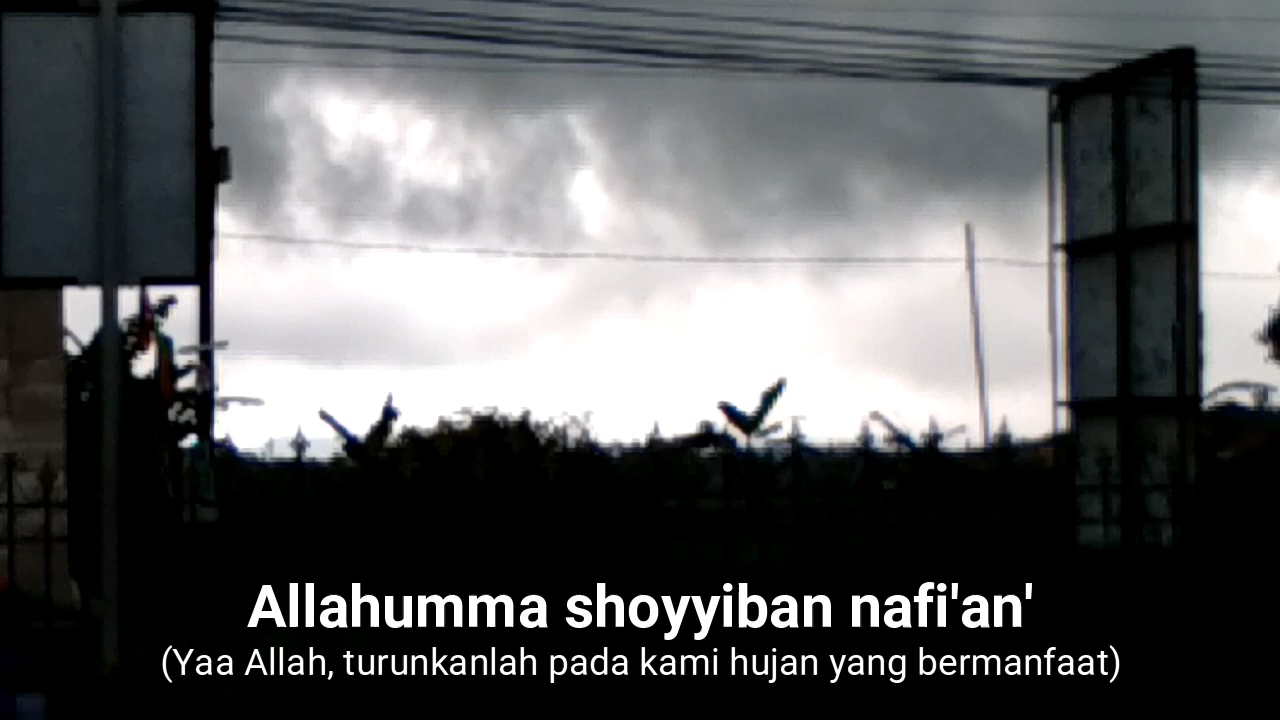 Allahumma shoyyiban nafi'an'
(Yaa Allah, turunkanlah pada kami hujan yang bermanfaat)